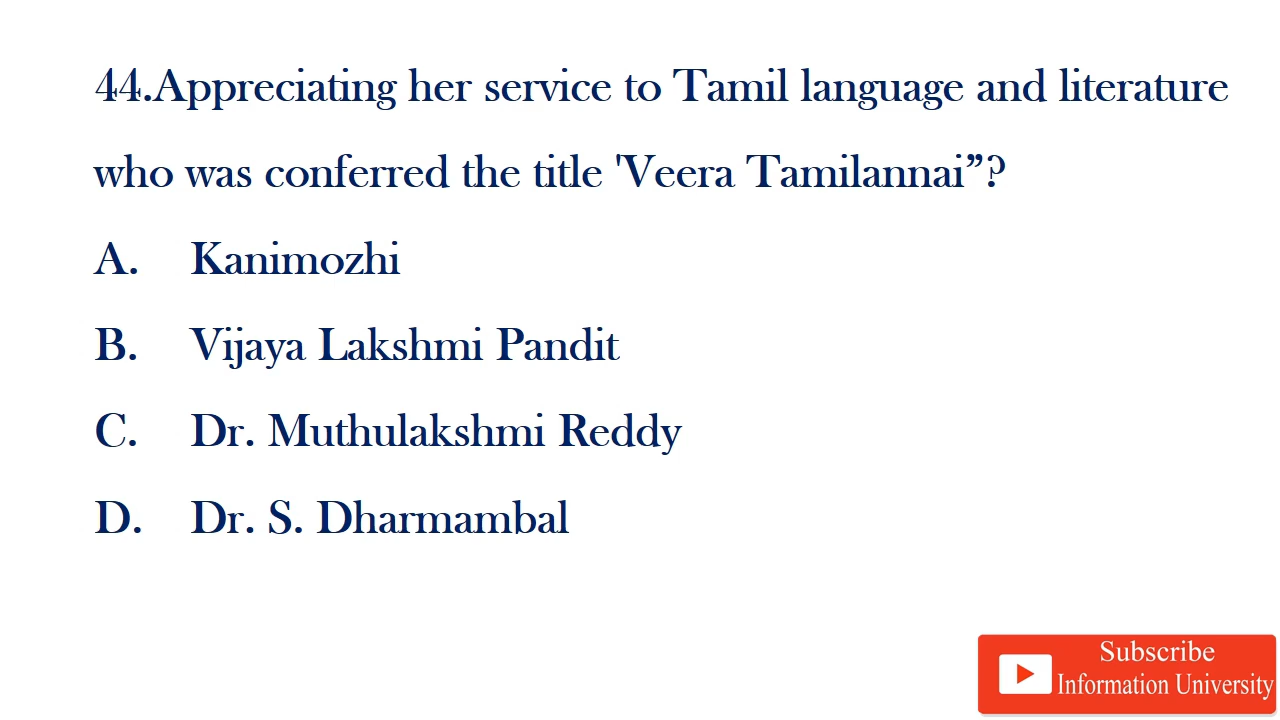 44.Appreciating her service to Tamil language and literature
who was conferred the title 'Veera Tamilannai”?
A. Kanimozhi
B. Vijaya Lakshmi Pandit
C. Dr. Muthulakshmi Reddy
D. Dr. S. Dharmambal
Subscribe
Information University